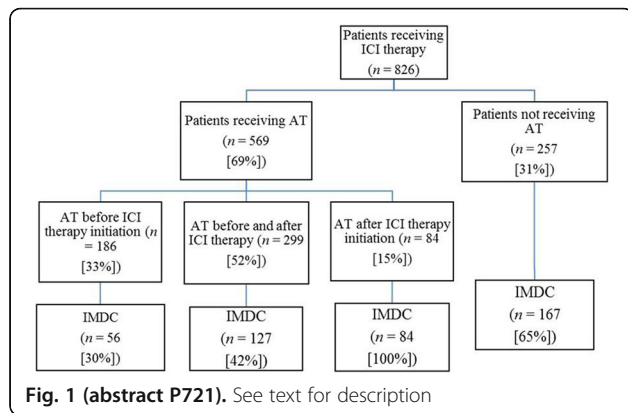 Patients receiving
ICI therapy
(n = 826)
Patients receiving AT
(n = 569
[69%])
Patients not receiving
AT
(n = 257
[31%])
AT before ICI
therapy initiation (n
= 186
[33%])
AT before and after
ICI therapy (n = 299
[52%])
AT after ICI therapy
initiation (n = 84
[15%])
IMDC
(n = 56
[30%])
IMDC
(n = 127
[42%])
IMDC
(n = 84
[100%])
IMDC
(n = 167
[65%])
Fig. 1 (abstract P721). See text for description